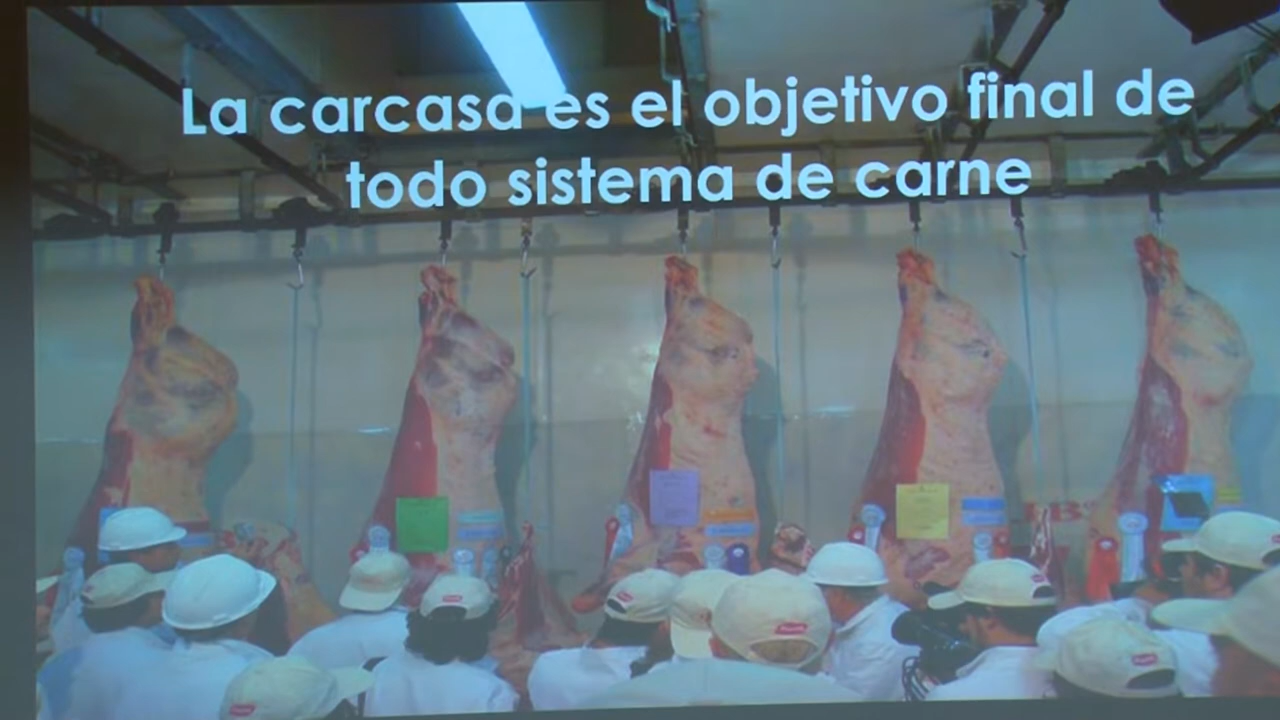 La carcasa es el objetivo final de
todo sistema de carne